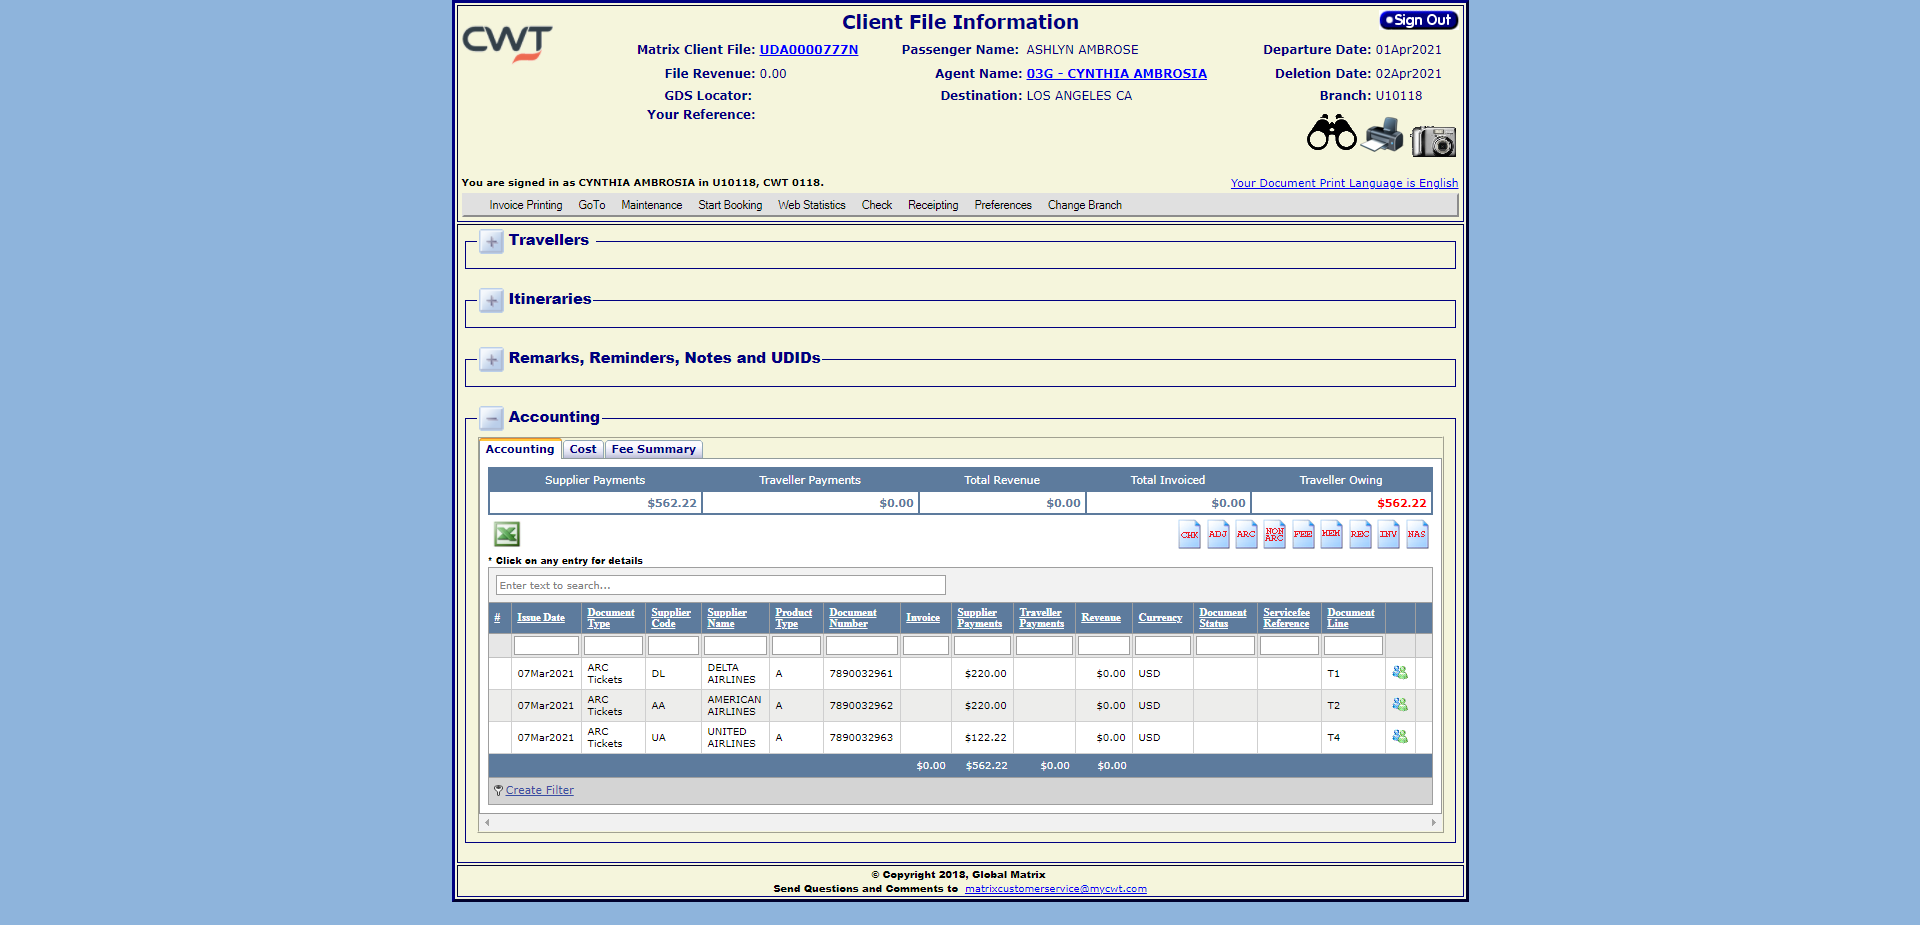 CWT
Client File Information
Sign Out
Matrix Client File: UDA0000777N
Passenger Name: ASHLYN AMBROSE
Departure Date: 01Apr2021
File Revenue: 0.00
Agent Name: 03G - CYNTHIA AMBROSIA
Deletion Date: 02Apr2021
GDS Locator:
Destination: LOS ANGELES CA
Branch: U10118
Your Reference:
You are signed in as CYNTHIA AMBROSIA in U10118, CWT 0118.
Your Document Print Language is English
Invoice Printing GoTo Maintenance Start Booking Web Statistics Check Receipting Preferences Change Branch
Travellers
Itineraries
Remarks, Reminders, Notes and UDIDs
Accounting
Accounting Cost Fee Summary
Supplier Payments Traveller Payments Total Revenue Total Invoiced Traveller Owing
$562.22 $0.00 $0.00 $0.00 $562.22
CHK ADJ ARC NON ARC FEE MEM REC INV NAS
* Click on any entry for details
Enter text to search...
# Issue Date Document Type Supplier Code Supplier Name Product Type Document Number Invoice Supplier Payments Traveller Payments Revenue Currency Document Status Servicefee Reference Document Line
07Mar2021 ARC Tickets DL DELTA AIRLINES A 7890032961 $220.00 $0.00 USD T1
07Mar2021 ARC Tickets AA AMERICAN AIRLINES A 7890032962 $220.00 $0.00 USD T2
07Mar2021 ARC Tickets UA UNITED AIRLINES A 7890032963 $122.22 $0.00 USD T4
$0.00 $562.22 $0.00 $0.00
Create Filter
© Copyright 2018, Global Matrix
Send Questions and Comments to matrixcustomerservice@mycwt.com